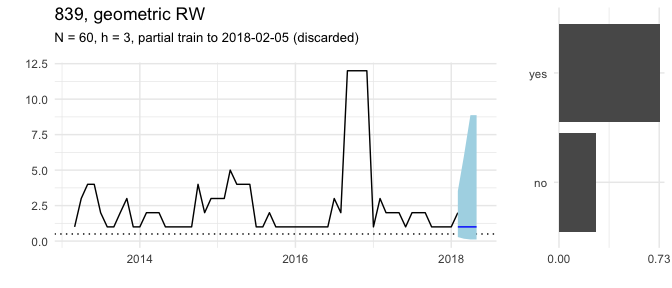 839, geometric RW
N = 60, h = 3, partial train to 2018-02-05 (discarded)
12.5
10.0
7.5
5.0
2.5
0.0
2014
2016
2018
yes
no
0.00
0.73